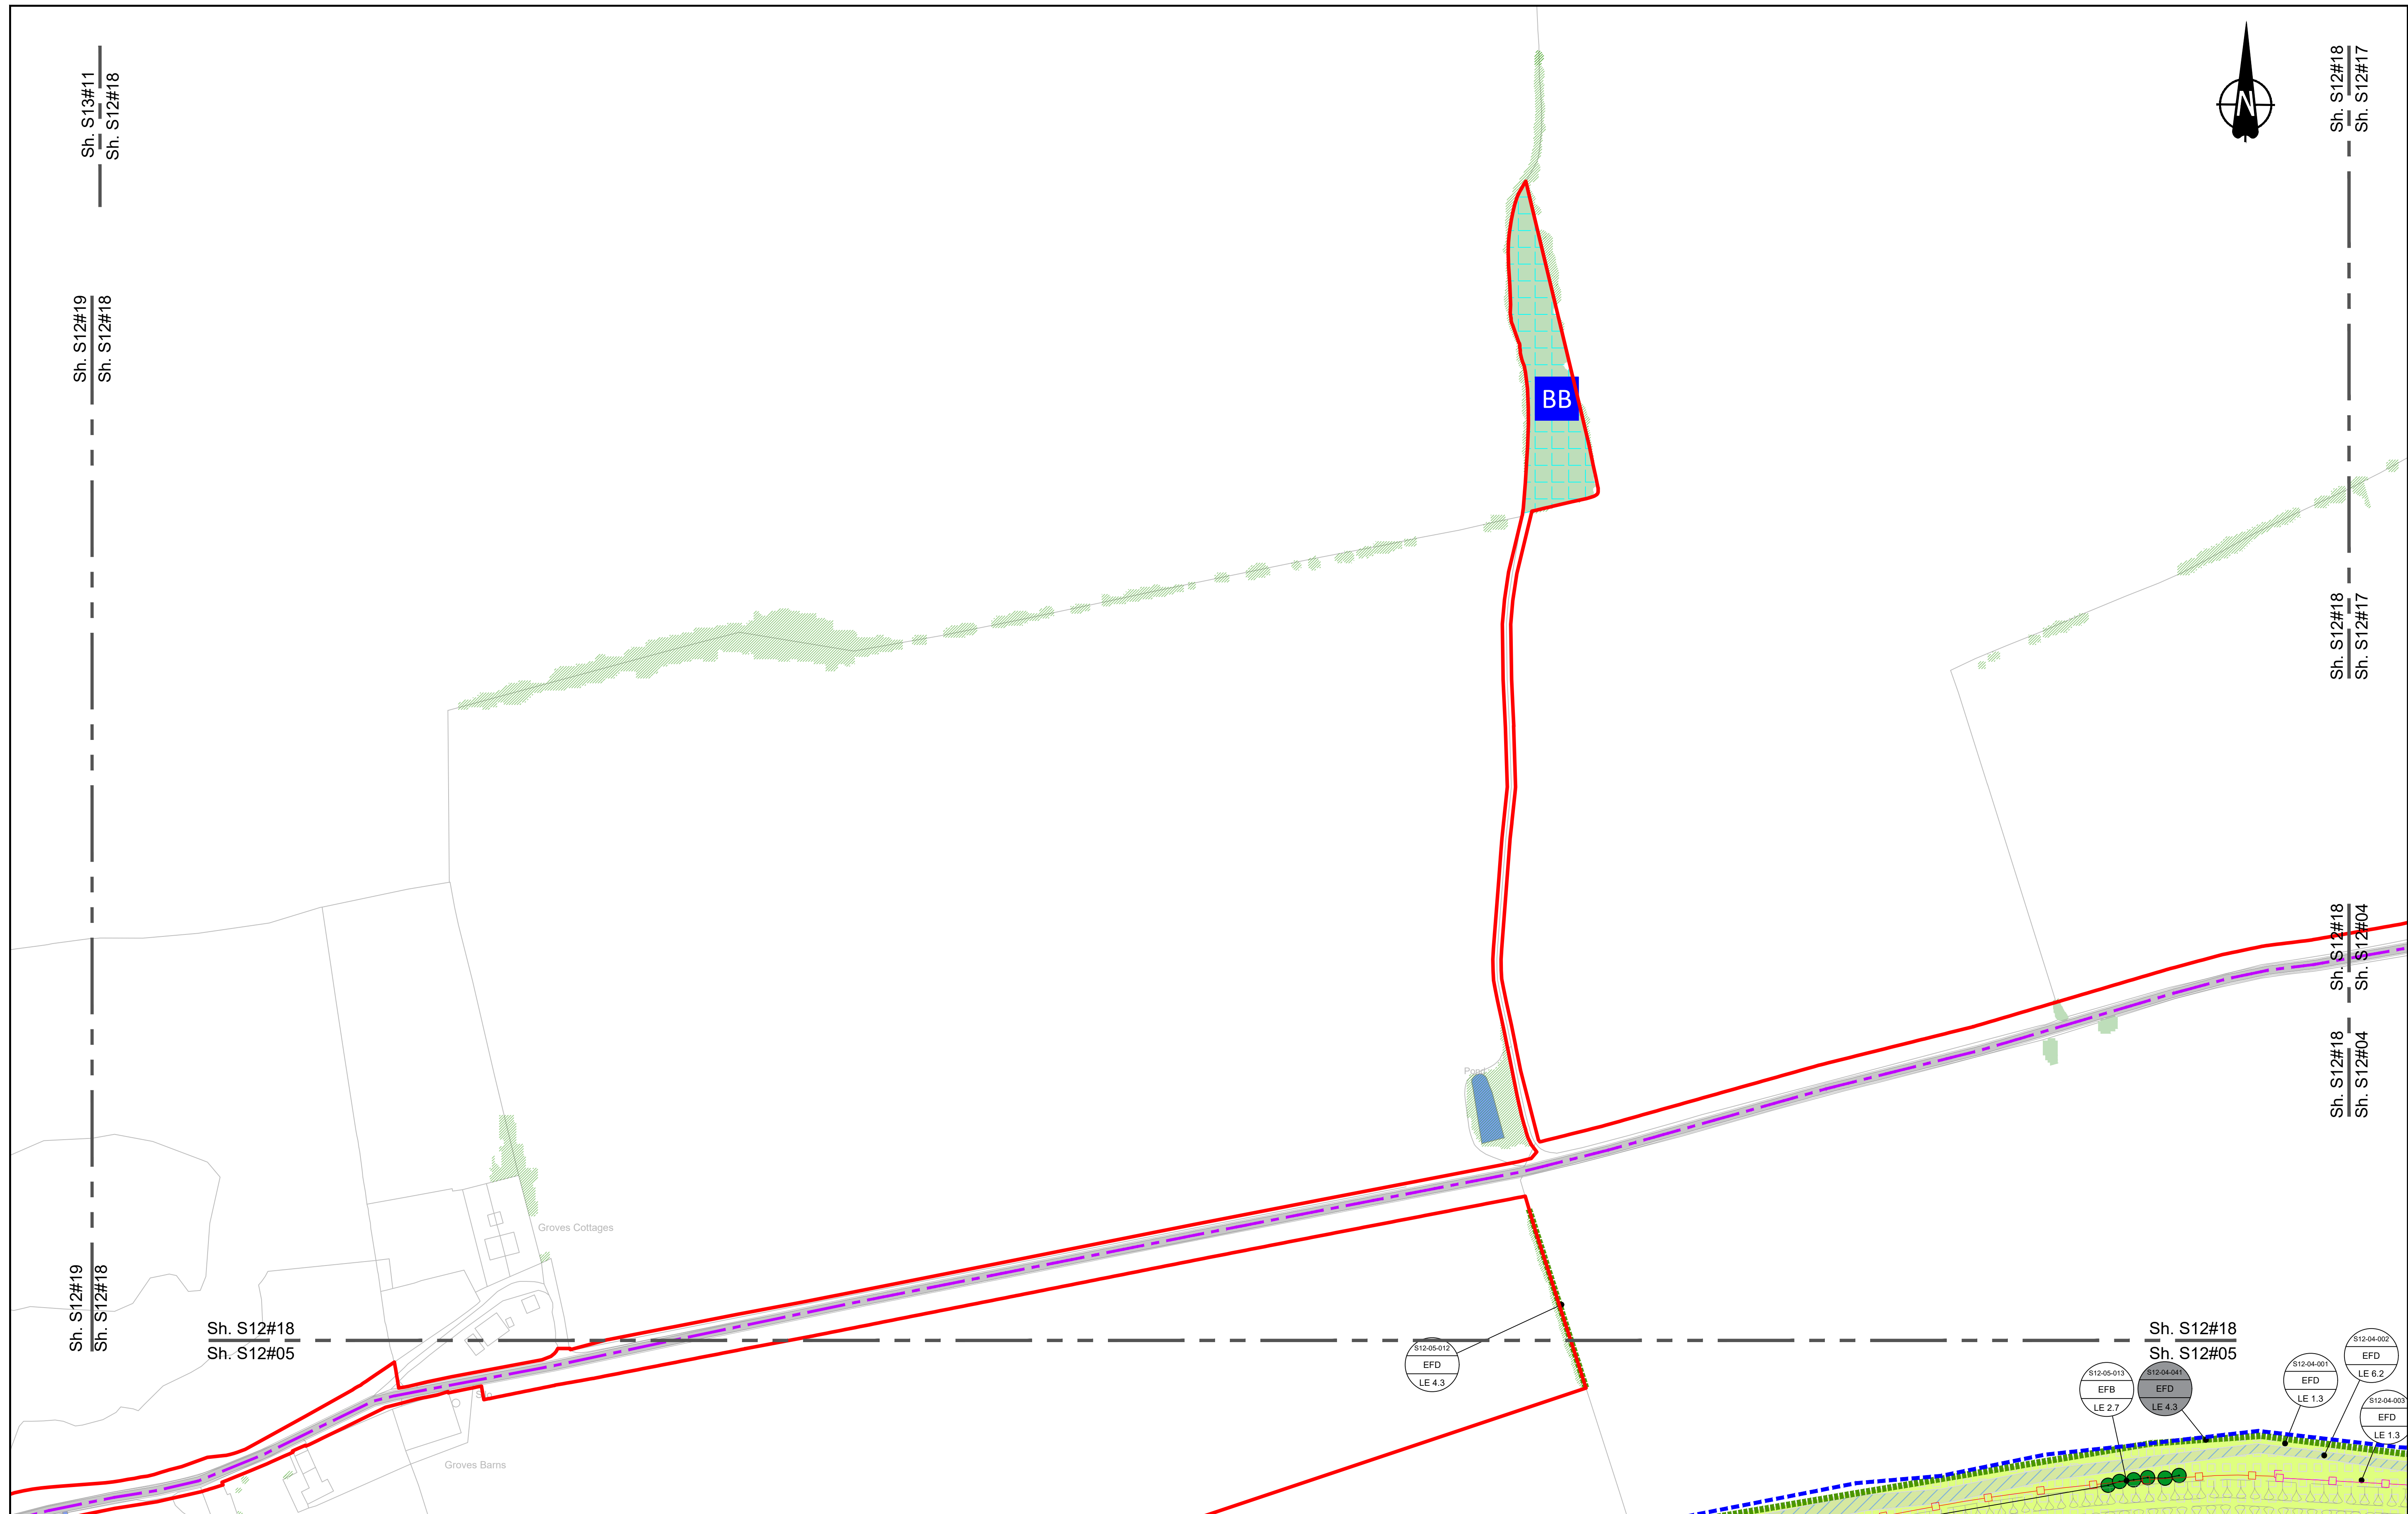 Sh. S13#11
Sh. S12#18
Sh. S12#18
Sh. S12#17
N
Sh. S12#19
Sh. S12#18
BB
Sh. S12#18
Sh. S12#17
Sh. S12#18
Sh. S12#04
Sh. S12#18
Sh. S12#04
Pond
Groves Cottages
Sh. S12#19
Sh. S12#18
Sh. S12#18
Sh. S12#05
Sh. S12#18
Sh. S12#05
S12-05-012
EFD
LE 4.3
S12-05-013
EFB
LE 2.7
S12-04-041
EFD
LE 4.3
S12-04-001
EFD
LE 1.3
S12-04-002
EFD
LE 6.2
S12-04-003
EFD
LE 1.3
Groves Barns